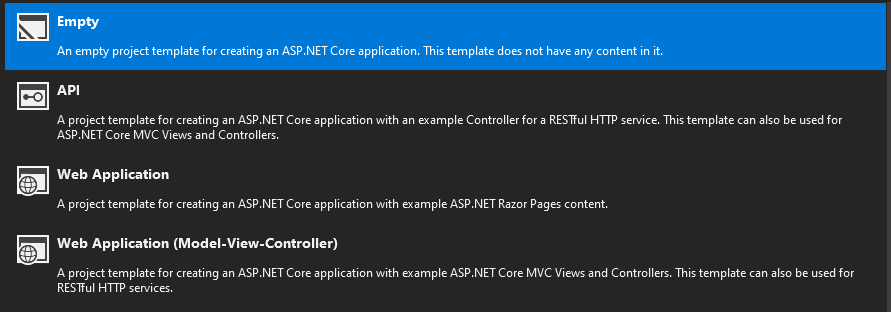 Empty
An empty project template for creating an ASP.NET Core application. This template does not have any content in it.
API
A project template for creating an ASP.NET Core application with an example Controller for a RESTful HTTP service. This template can also be used for
ASP.NET Core MVC Views and Controllers.
Web Application
A project template for creating an ASP.NET Core application with example ASP.NET Razor Pages content.
Web Application (Model-View-Controller)
A project template for creating an ASP.NET Core application with example ASP.NET Core MVC Views and Controllers. This template can also be used for
RESTful HTTP services.